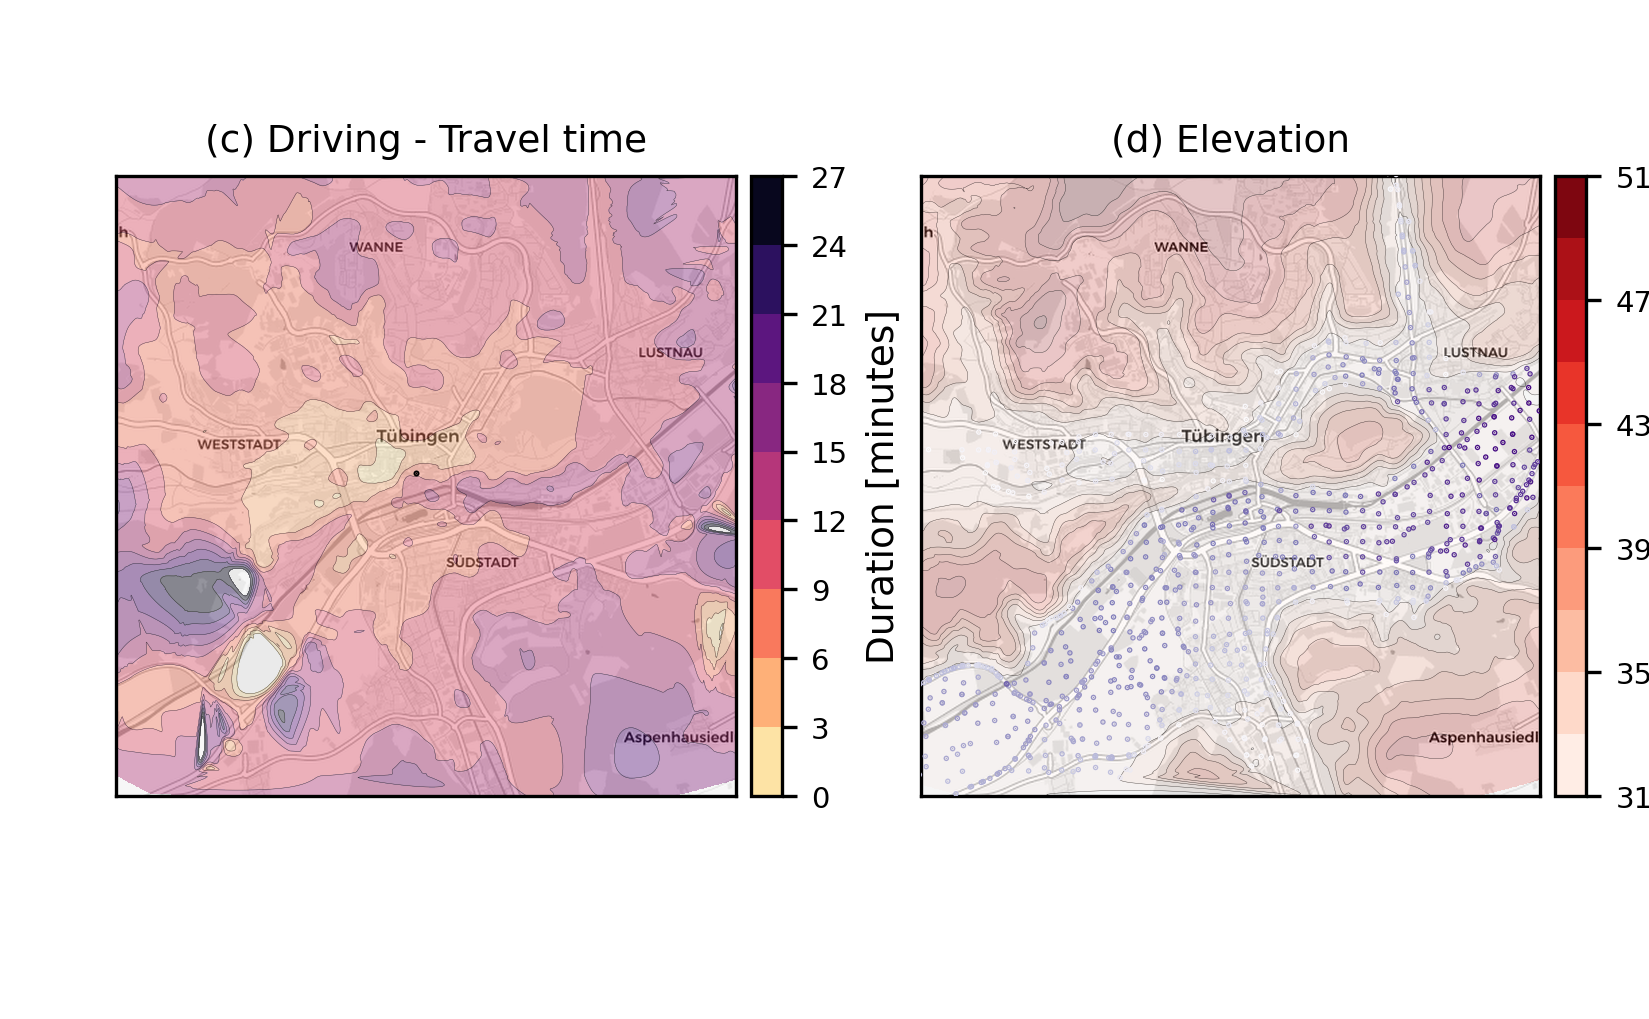 (c) Driving - Travel time
h
WANNE
LUSTNAU
WESTSTADT
Tübingen
SÜDSTADT
Aspenhausiedl
27
24
21
18
15
12
9
6
3
0
Duration [minutes]
(d) Elevation
h
WANNE
LUSTNAU
WESTSTADT
Tübingen
SÜDSTADT
Aspenhausiedl
51
47
43
39
35
31